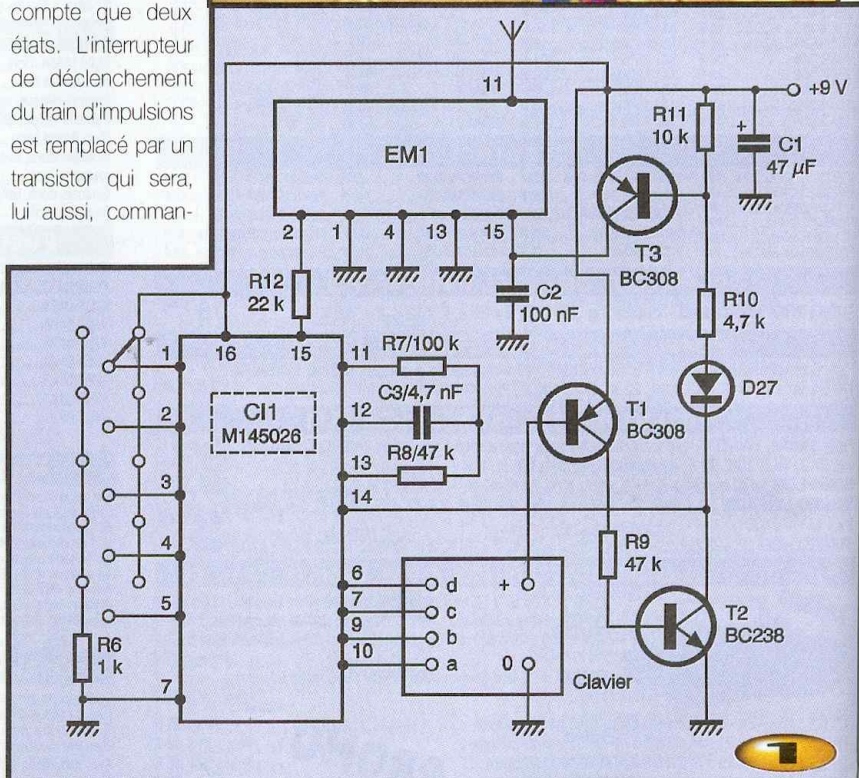 compte que deux
états. L'interrupteur
de déclenchement
du train d'impulsions
est remplacé par un
transistor qui sera,
lui aussi, comman-
11
EM1
2
1
4
13
15
+9 V
R11
10 k
+
C1
47 µF
T3
BC308
R12
22 k
C2
100 nF
R10
4,7 k
D27
16
15
1
2
3
4
5
7
CI1
M145026
11
12
13
14
6
7
9
10
R7/100 k
C3/4,7 nF
R8/47 k
T1
BC308
R9
47 k
T2
BC238
d
c
b
a
+
0
Clavier
R6
1 k
1